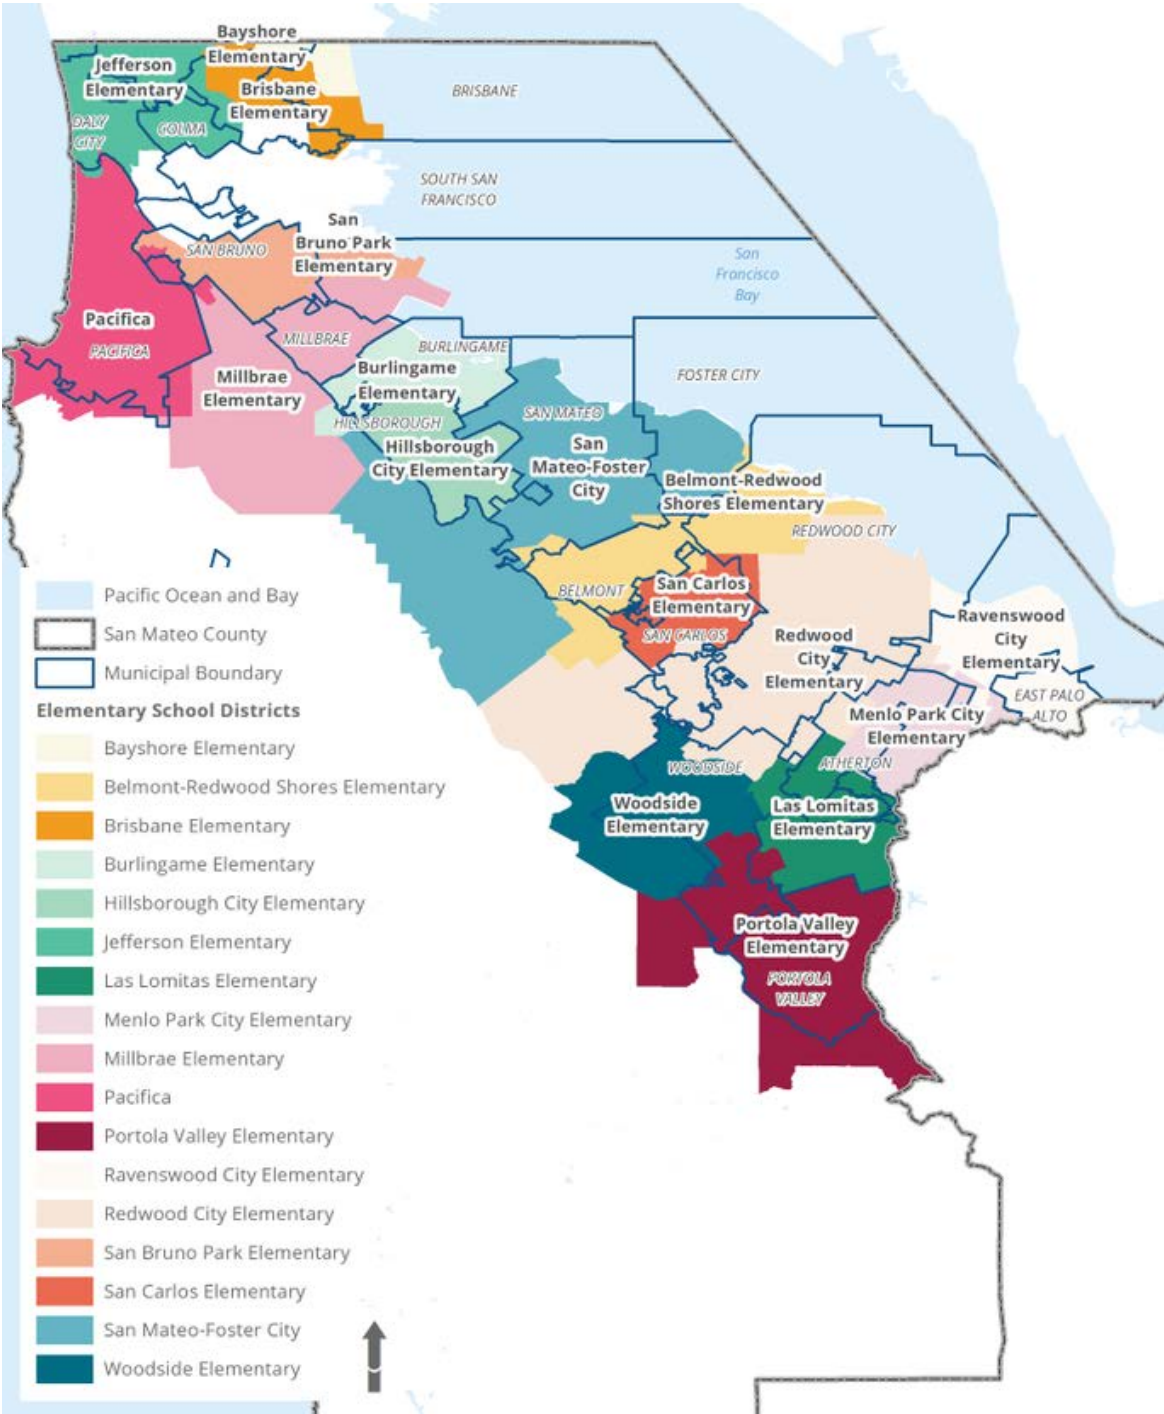 Bayshore
Elementary
Jefferson
Elementary
Brisbane
Elementary
BRISBANE
DALY
CITY
COLMA
SOUTH SAN
FRANCISCO
San
Bruno Park
Elementary
SAN BRUNO
San
Francisco
Bay
Pacifica
PACIFICA
MILLBRAE
BURLINGAME
Millbrae
Elementary
Burlingame
Elementary
FOSTER CITY
HILLSBOROUGH
SAN MATEO
Hillsborough
City Elementary
San
Mateo-Foster
City
Belmont-Redwood
Shores Elementary
REDWOOD CITY
BELMONT
San Carlos
Elementary
SAN CARLOS
Redwood
City
Elementary
Ravenswood
City
Elementary
EAST PALO
ALTO
Menlo Park City
Elementary
WOODSIDE
ATHERTON
Woodside
Elementary
Las Lomitas
Elementary
Portola Valley
Elementary
PORTOLA
VALLEY
Pacific Ocean and Bay
San Mateo County
Municipal Boundary
Elementary School Districts
Bayshore Elementary
Belmont-Redwood Shores Elementary
Brisbane Elementary
Burlingame Elementary
Hillsborough City Elementary
Jefferson Elementary
Las Lomitas Elementary
Menlo Park City Elementary
Millbrae Elementary
Pacifica
Portola Valley Elementary
Ravenswood City Elementary
Redwood City Elementary
San Bruno Park Elementary
San Carlos Elementary
San Mateo-Foster City
Woodside Elementary